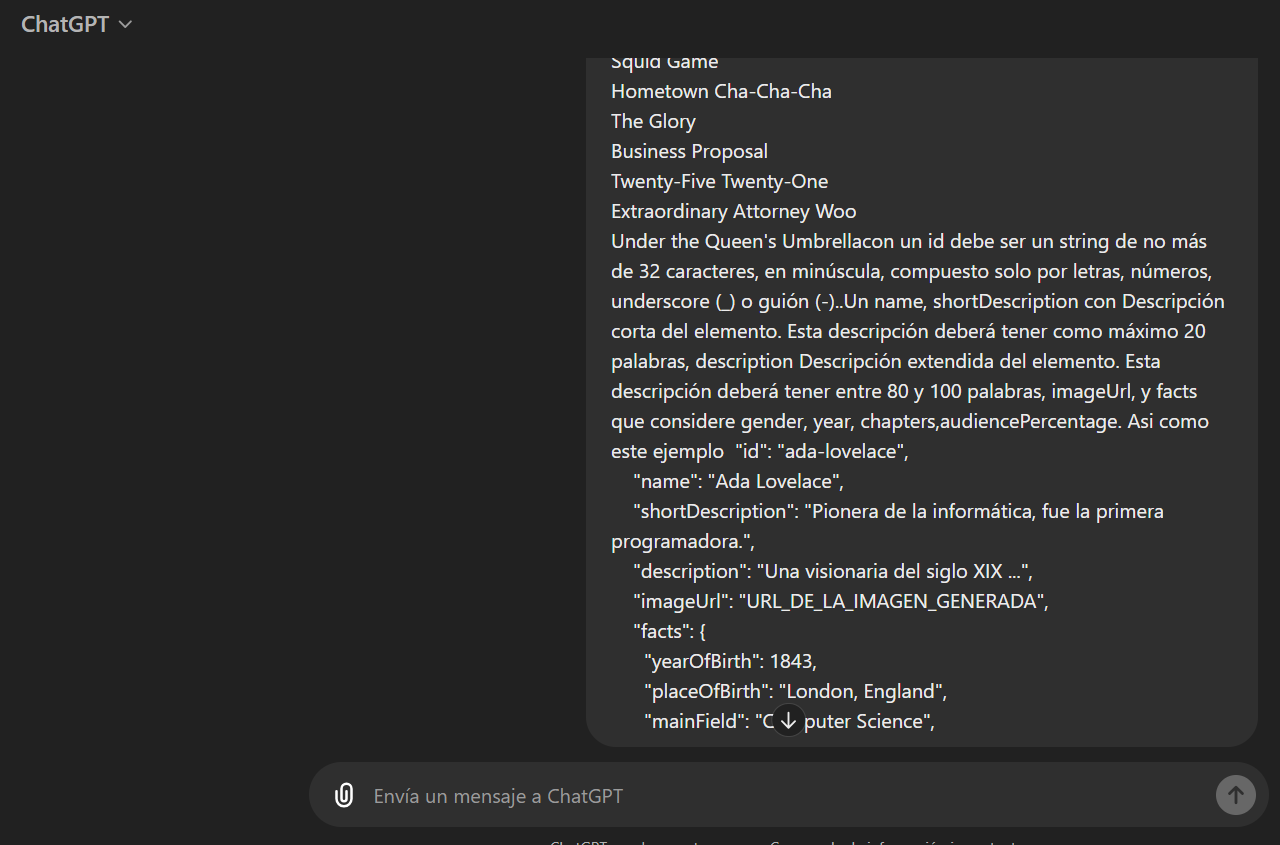 ChatGPT
Squid Game
Hometown Cha-Cha-Cha
The Glory
Business Proposal
Twenty-Five Twenty-One
Extraordinary Attorney Woo
Under the Queen's Umbrellacon un id debe ser un string de no más
de 32 caracteres, en minúscula, compuesto solo por letras, números,
underscore (_) o guión (-)..Un name, shortDescription con Descripción
corta del elemento. Esta descripción deberá tener como máximo 20
palabras, description Descripción extendida del elemento. Esta
descripción deberá tener entre 80 y 100 palabras, imageUrl, y facts
que considere gender, year, chapters,audiencePercentage. Asi como
este ejemplo  "id": "ada-lovelace",
"name": "Ada Lovelace",
"shortDescription": "Pionera de la informática, fue la primera
programadora.",
"description": "Una visionaria del siglo XIX ...",
"imageUrl": "URL_DE_LA_IMAGEN_GENERADA",
"facts": {
"yearOfBirth": 1843,
"placeOfBirth": "London, England",
"mainField": "C puter Science",
Envía un mensaje a ChatGPT